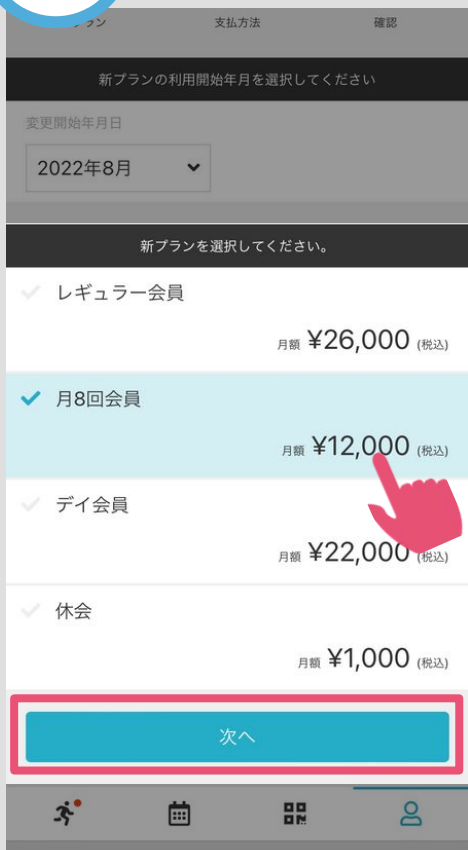 プラン
支払方法
確認
新プランの利用開始年月を選択してください
変更開始年月日
2022年8月
新プランを選択してください。
レギュラー会員
月額 ¥26,000 (税込)
月8回会員
月額 ¥12,000 (税込)
デイ会員
月額 ¥22,000 (税込)
休会
月額 ¥1,000 (税込)
次へ